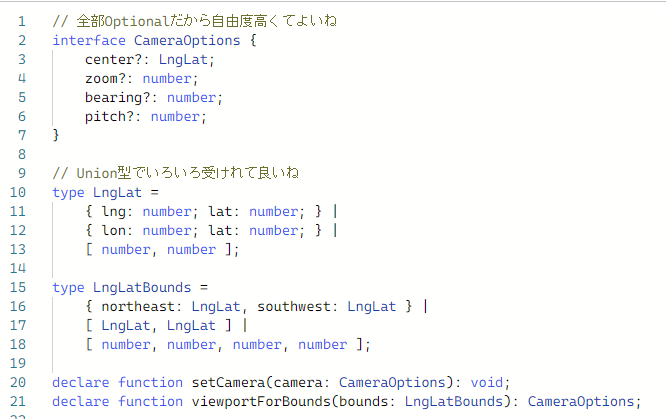 1 // 全部Optionalだから自由度高くてよいね
2 interface CameraOptions {
3 center?: LngLat;
4 zoom?: number;
5 bearing?: number;
6 pitch?: number;
7 }
8
9 // Union型でいろいろ受けれて良いね
10 type LngLat =
11 { lng: number; lat: number; } |
12 { lon: number; lat: number; } |
13 [ number, number ];
14
15 type LngLatBounds =
16 { northeast: LngLat, southwest: LngLat } |
17 [ LngLat, LngLat ] |
18 [ number, number, number, number ];
19
20 declare function setCamera(camera: CameraOptions): void;
21 declare function viewportForBounds(bounds: LngLatBounds): CameraOptions;